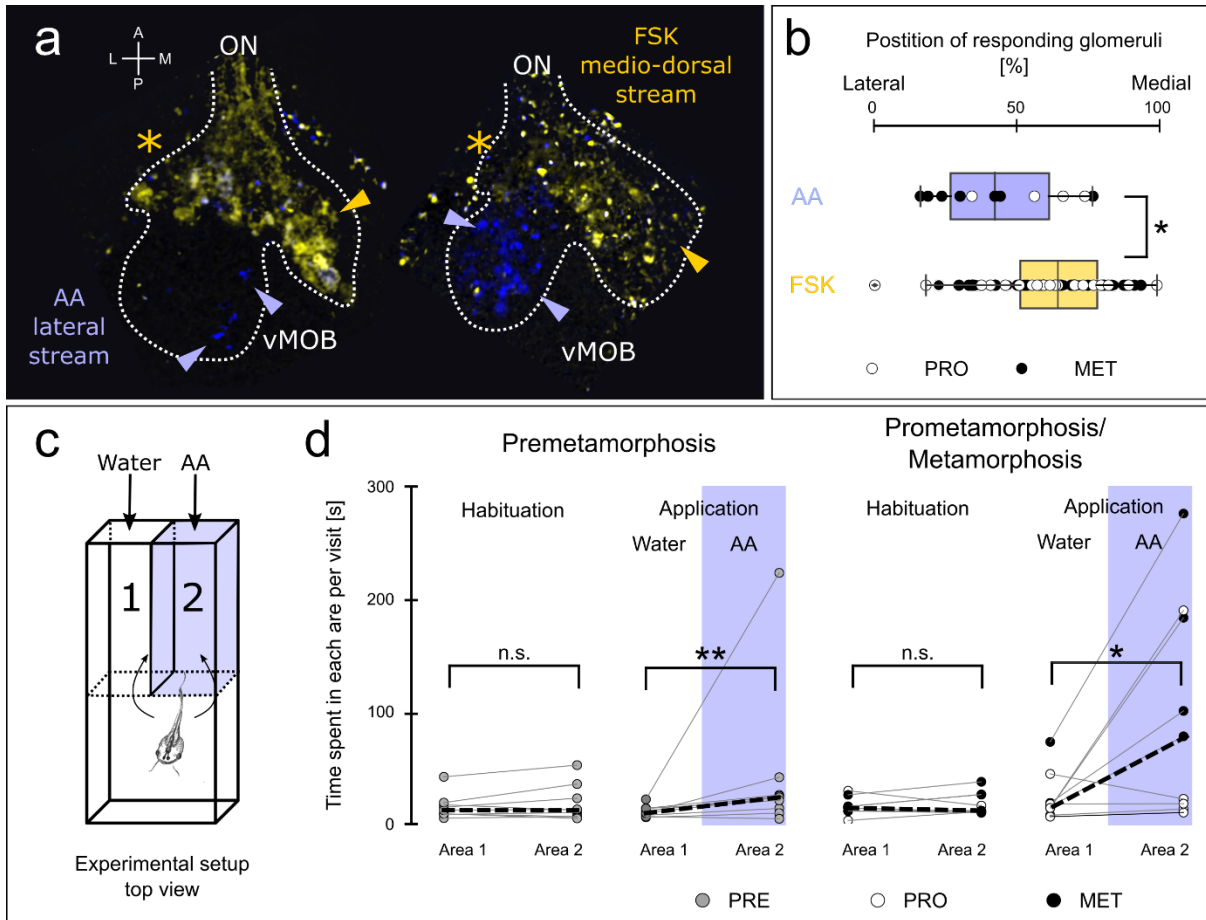 a
A
L M
P
ON
ON
FSK
medio-dorsal
stream
*
*
AA
lateral
stream
vMOB
vMOB
b
Postition of responding glomeruli
[%]
Lateral
Medial
0
50
100
AA
*
FSK
PRO
MET
c
Water
AA
1
2
Experimental setup
top view
d
Premetamorphosis
Prometamorphosis/
Metamorphosis
Time spent in each are per visit [s]
300
200
100
0
Habituation
Application
Water
AA
Habituation
Application
Water
AA
n.s.
**
n.s.
*
Area 1
Area 2
Area 1
Area 2
Area 1
Area 2
Area 1
Area 2
PRE
PRO
MET